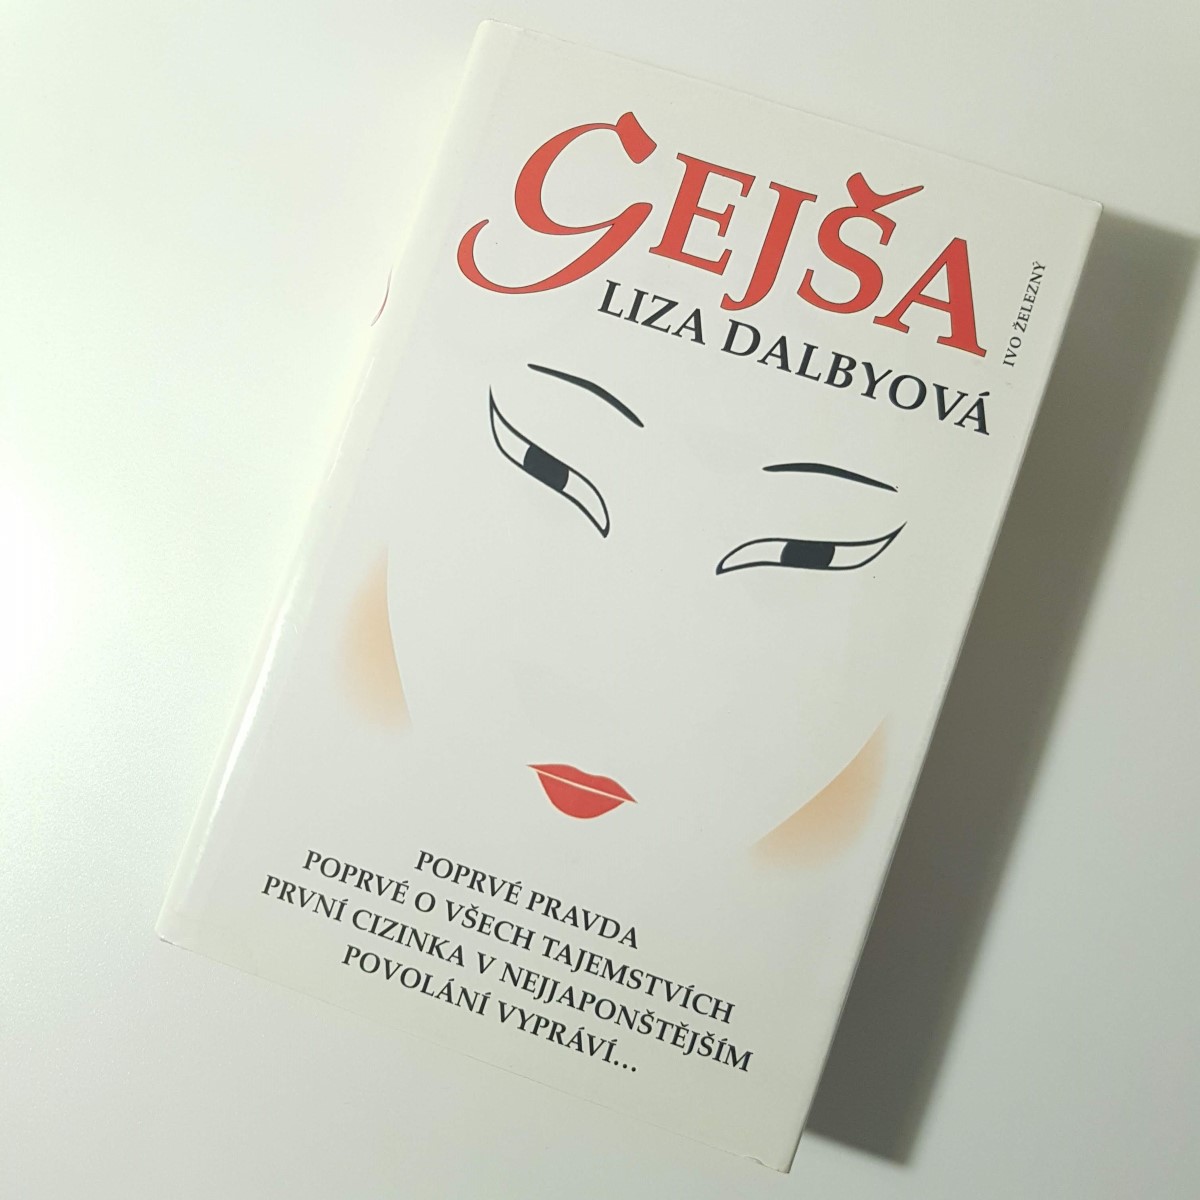 GEJŠA
LIZA DALBYOVÁ
IVO ŽELEZNÝ
POPRVÉ PRAVDA
POPRVÉ O VŠECH TAJEMSTVÍCH
PRVNÍ CIZINKA V NEJJAPONŠTĚJŠÍM
POVOLÁNÍ VYPRÁVÍ...